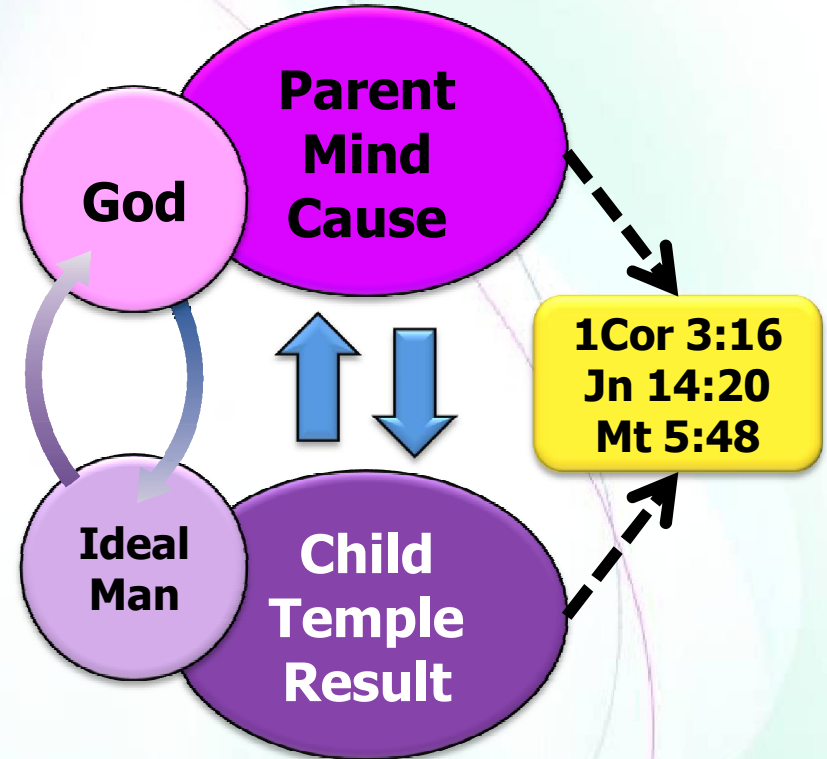 Parent
Mind
Cause
God
1Cor 3:16
Jn 14:20
Mt 5:48
Ideal
Man
Child
Temple
Result